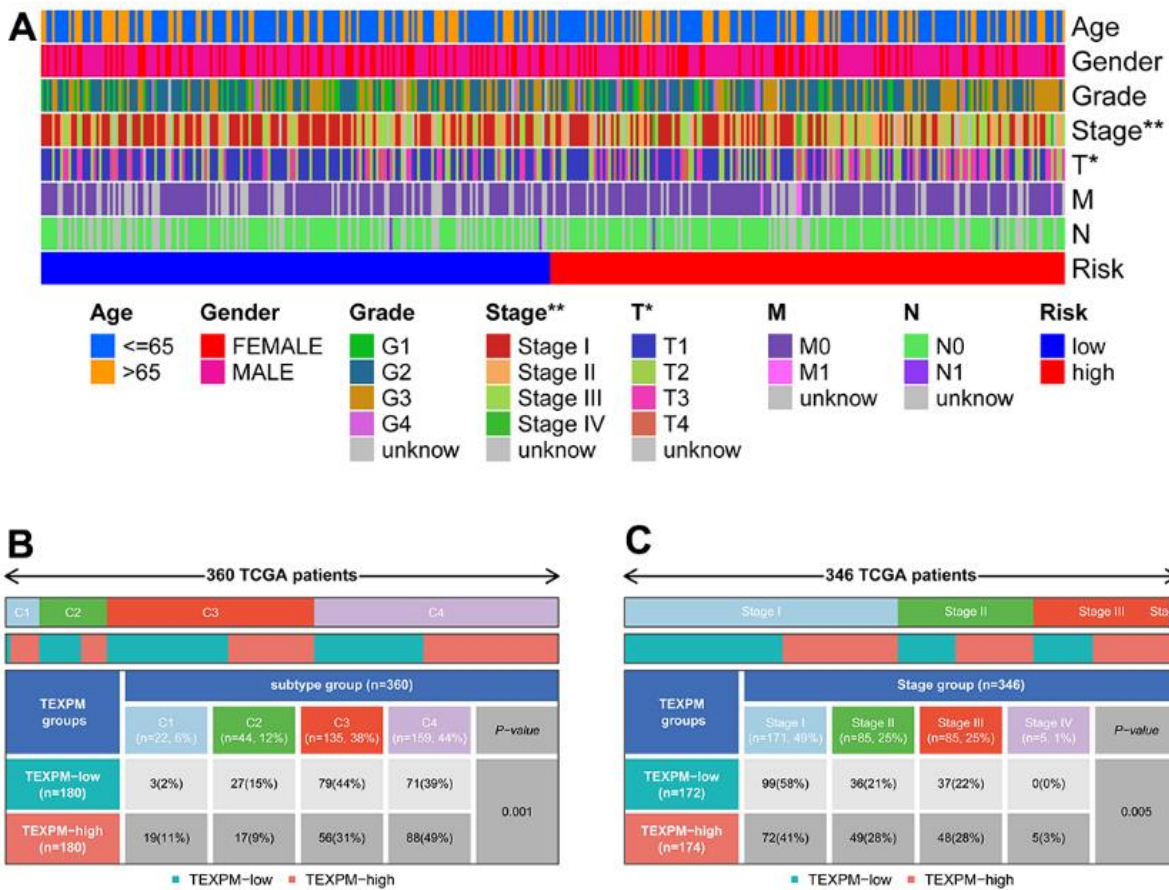 A
Age
Gender
Grade
Stage**
T*
M
N
Risk
Age Gender Grade Stage** T* M N Risk
<=65 FEMALE G1 Stage I T1 M0 N0 low
>65 MALE G2 Stage II T2 M1 N1 high
G3 Stage III T3 unknow unknow
G4 Stage IV T4
unknow unknow unknow
B
360 TCGA patients
C1 C2 C3 C4
TEXPM groups
subtype group (n=360)
C1 (n=22, 6%)
C2 (n=44, 12%)
C3 (n=135, 38%)
C4 (n=159, 44%)
P-value
TEXPM-low (n=180)
3(2%) 27(15%) 79(44%) 71(39%)
0.001
TEXPM-high (n=180)
19(11%) 17(9%) 56(31%) 88(49%)
TEXPM-low TEXPM-high
C
346 TCGA patients
Stage I Stage II Stage III Sta
TEXPM groups
Stage group (n=346)
Stage I (n=171, 49%)
Stage II (n=85, 25%)
Stage III (n=85, 25%)
Stage IV (n=5, 1%)
P-value
TEXPM-low (n=172)
99(58%) 36(21%) 37(22%) 0(0%)
0.005
TEXPM-high (n=174)
72(41%) 49(28%) 48(28%) 5(3%)
TEXPM-low TEXPM-high